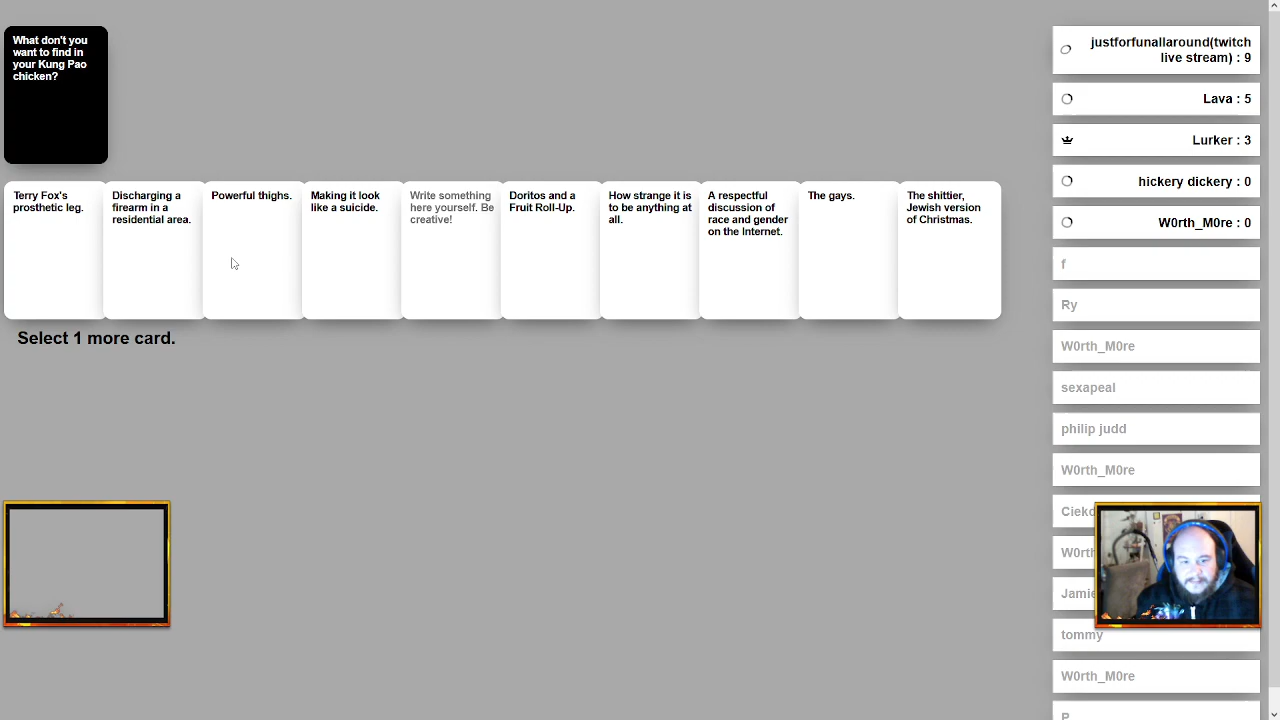 What don't you
want to find in
your Kung Pao
chicken?
Terry Fox's
prosthetic leg.
Discharging a
firearm in a
residential area.
Powerful thighs.
Making it look
like a suicide.
Write something
here yourself. Be
creative!
Doritos and a
Fruit Roll-Up.
How strange it is
to be anything at
all.
A respectful
discussion of
race and gender
on the Internet.
The gays.
The shittier,
Jewish version
of Christmas.
Select 1 more card.
justforfunallaround(twitch
live stream) : 9
Lava : 5
Lurker : 3
hickery dickery : 0
W0rth_M0re : 0
f
Ry
W0rth_M0re
sexapeal
philip judd
W0rth_M0re
tommy
W0rth_M0re